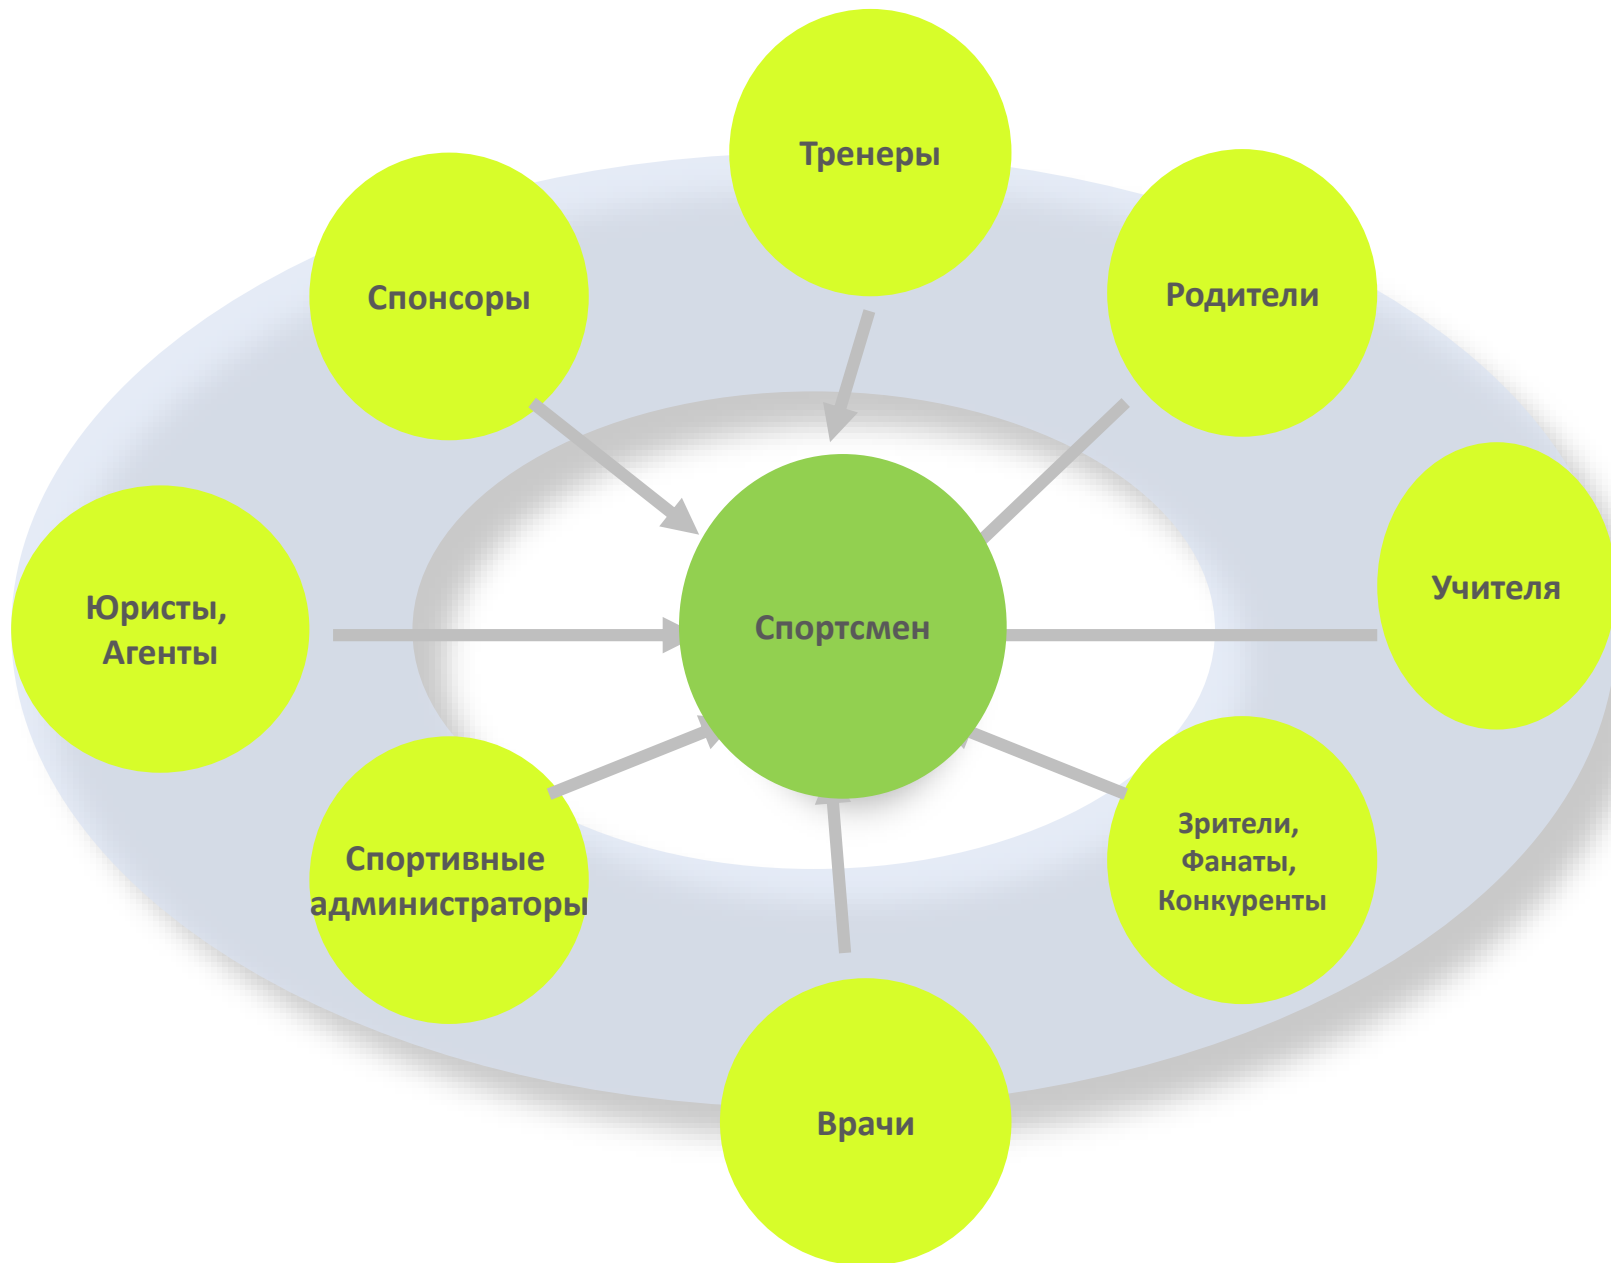 Тренеры
Спонсоры
Родители
Юристы,
Агенты
Спортсмен
Учителя
Спортивные
администраторы
Зрители,
Фанаты,
Конкуренты
Врачи